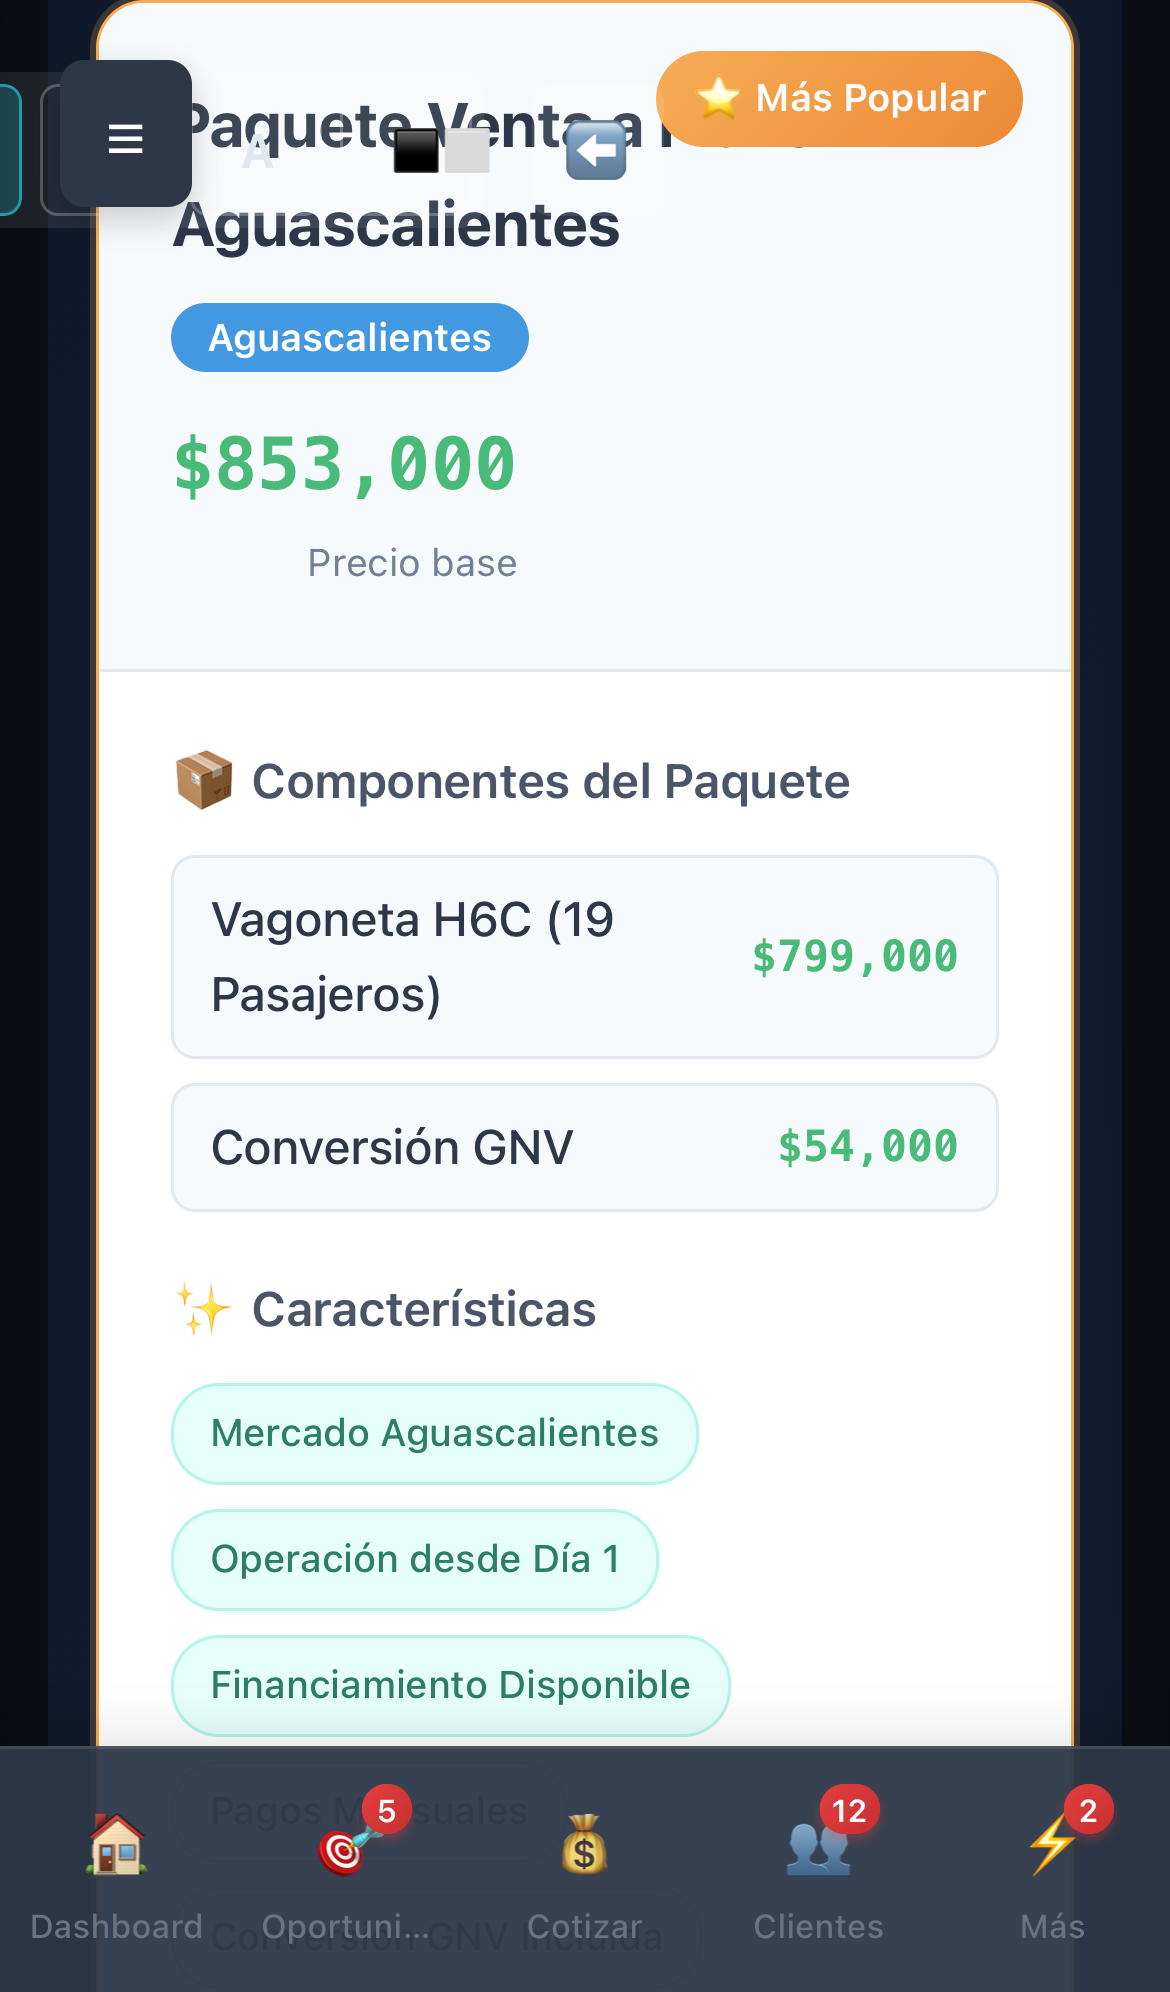 ⭐ Más Popular
Paquete Venta a
Aguascalientes
A
Aguascalientes
$853,000
Precio base
📦 Componentes del Paquete
Vagoneta H6C (19
Pasajeros)
$799,000
Conversión GNV
$54,000
✨ Características
Mercado Aguascalientes
Operación desde Día 1
Financiamiento Disponible
Pagos M suales
Conversión GNV Incluida
5
12
2
Dashboard
Oportuni...
Cotizar
Clientes
Más